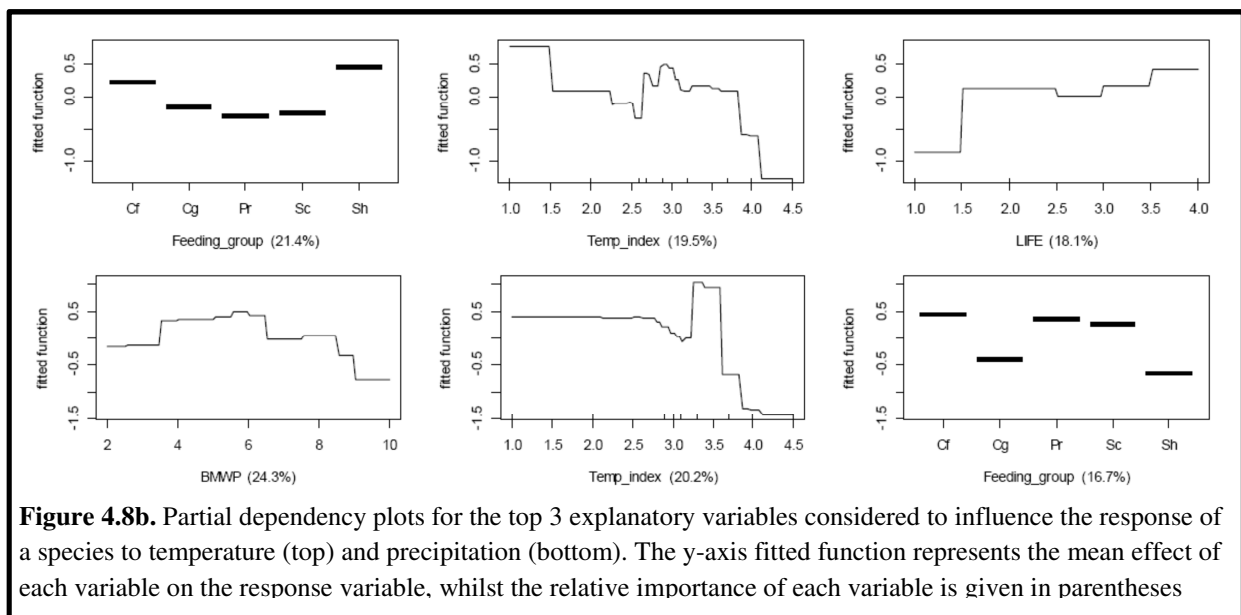 fitted function
0.5
0.0
-1.0
Cf Cg Pr Sc Sh
Feeding_group (21.4%)
fitted function
0.5
0.0
-1.0
1.0 1.5 2.0 2.5 3.0 3.5 4.0 4.5
Temp_index (19.5%)
fitted function
0.5
0.0
-1.0
1.0 1.5 2.0 2.5 3.0 3.5 4.0
LIFE (18.1%)
fitted function
0.5
-0.5
-1.5
2 4 6 8 10
BMWP (24.3%)
fitted function
0.5
-0.5
-1.5
1.0 1.5 2.0 2.5 3.0 3.5 4.0 4.5
Temp_index (20.2%)
fitted function
0.5
-0.5
-1.5
Cf Cg Pr Sc Sh
Feeding_group (16.7%)
Figure 4.8b. Partial dependency plots for the top 3 explanatory variables considered to influence the response of
a species to temperature (top) and precipitation (bottom). The y-axis fitted function represents the mean effect of
each variable on the response variable, whilst the relative importance of each variable is given in parentheses